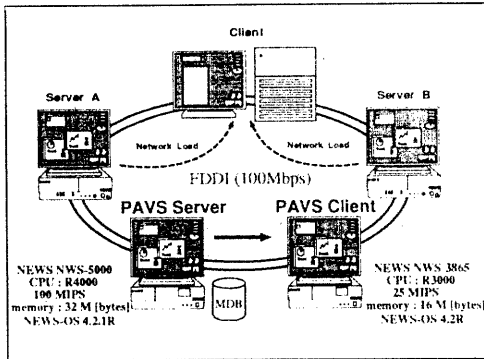 Client
Server A
Server B
Network Load
Network Load
FDDI (100Mbps)
PAVS Server
PAVS Client
MDB
NEWS NWS-5000
CPU : R4000
100 MIPS
memory : 32 M [bytes]
NEWS-OS 4.2.1R
NEWS NWS 3865
CPU : R3000
25 MIPS
memory : 16 M [bytes]
NEWS-OS 4.2R